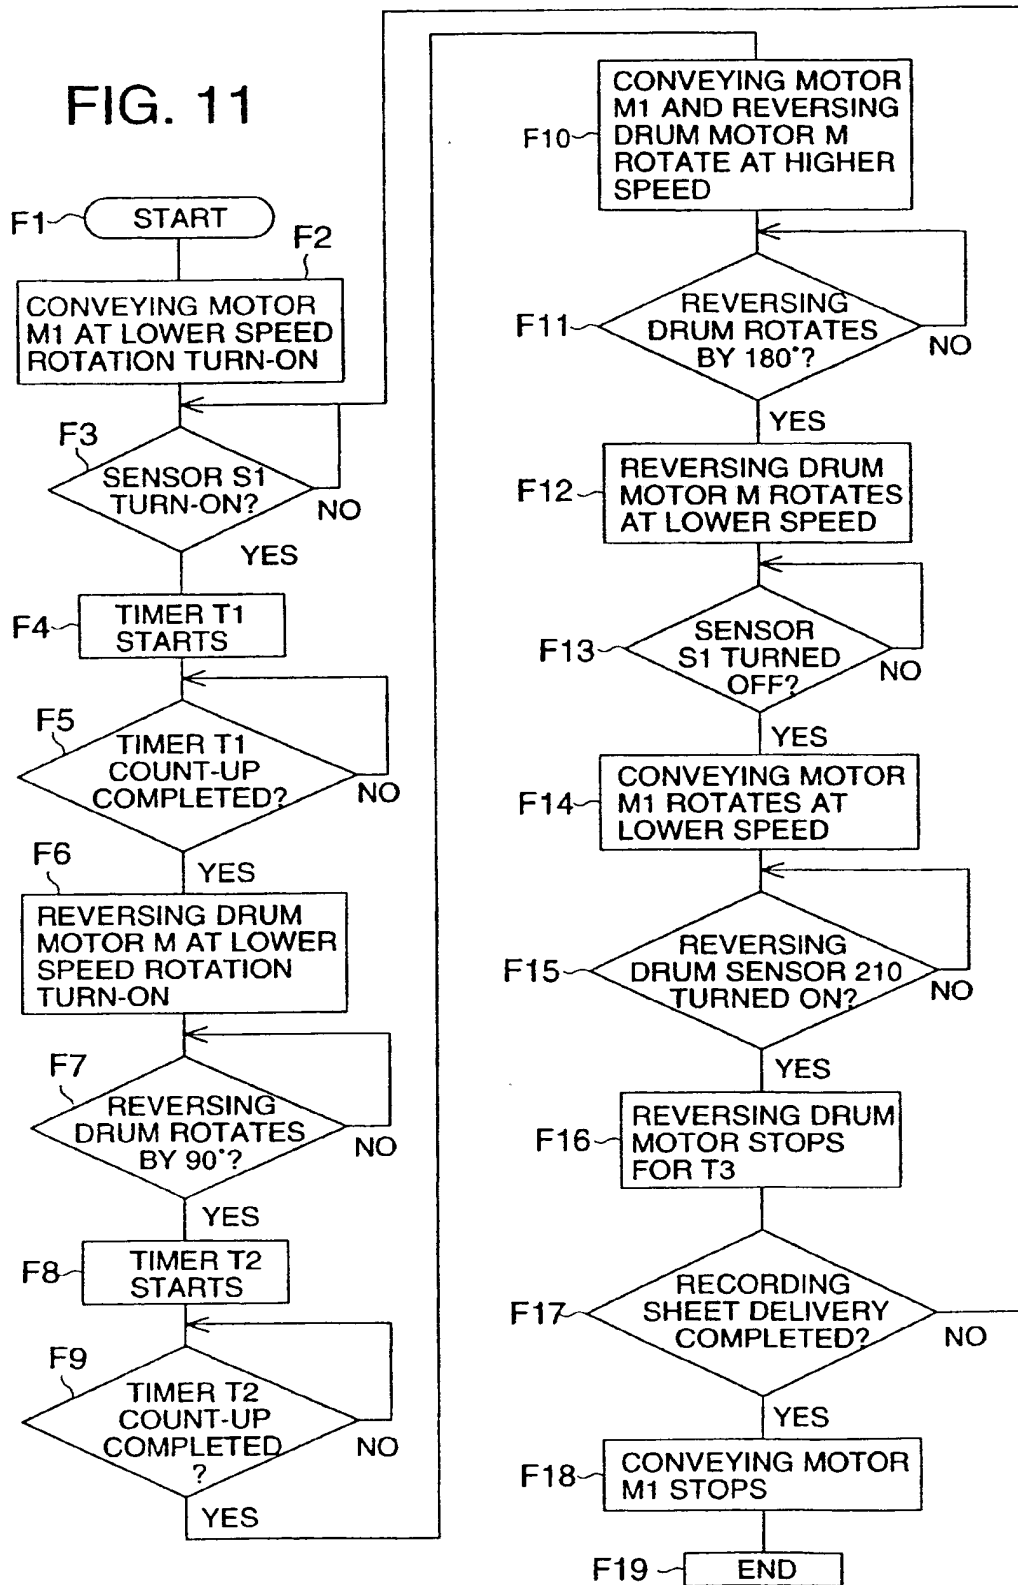 FIG. 11
F1
START
F2
CONVEYING MOTOR
M1 AT LOWER SPEED
ROTATION TURN-ON
F3
SENSOR S1
TURN-ON?
NO
YES
F4
TIMER T1
STARTS
F5
TIMER T1
COUNT-UP
COMPLETED?
NO
YES
F6
REVERSING DRUM
MOTOR M AT LOWER
SPEED ROTATION
TURN-ON
F7
REVERSING
DRUM ROTATES
BY 90°?
NO
YES
F8
TIMER T2
STARTS
F9
TIMER T2
COUNT-UP
COMPLETED
?
NO
YES
F10
CONVEYING MOTOR
M1 AND REVERSING
DRUM MOTOR M
ROTATE AT HIGHER
SPEED
F11
REVERSING
DRUM ROTATES
BY 180°?
NO
YES
F12
REVERSING DRUM
MOTOR M ROTATES
AT LOWER SPEED
F13
SENSOR
S1 TURNED
OFF?
NO
YES
F14
CONVEYING MOTOR
M1 ROTATES AT
LOWER SPEED
F15
REVERSING
DRUM SENSOR 210
TURNED ON?
NO
YES
F16
REVERSING DRUM
MOTOR STOPS
FOR T3
F17
RECORDING
SHEET DELIVERY
COMPLETED?
NO
YES
F18
CONVEYING MOTOR
M1 STOPS
F19
END